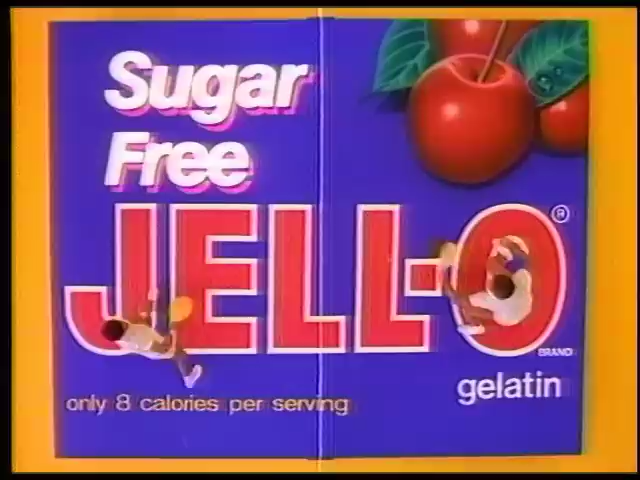 Sugar
Free
JELL-O®
BRAND
gelatin
only 8 calories per serving